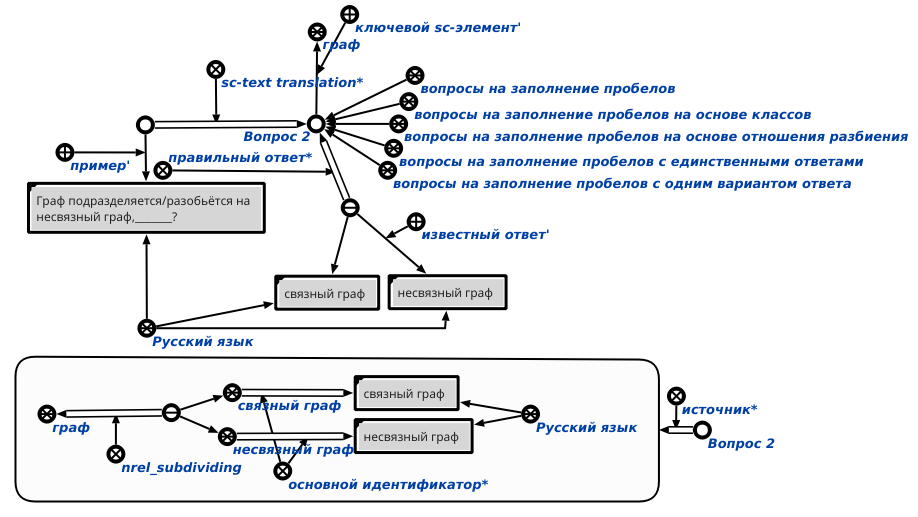 ключевой sc-элемент'
граф
sc-text translation*
вопросы на заполнение пробелов
вопросы на заполнение пробелов на основе классов
Вопрос 2
вопросы на заполнение пробелов на основе отношения разбиения
правильный ответ*
пример'
вопросы на заполнение пробелов с единственными ответами
вопросы на заполнение пробелов с одним вариантом ответа
Граф подразделяется/разобьётся на
несвязный граф,______?
известный ответ'
связный граф
несвязный граф
Русский язык
связный граф
связный граф
источник*
граф
Русский язык
несвязный граф
несвязный граф
Вопрос 2
nrel_subdividing
основной идентификатор*